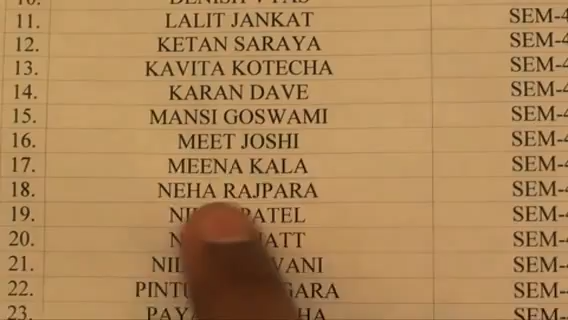 11. LALIT JANKAT SEM-4
12. KETAN SARAYA SEM-4
13. KAVITA KOTECHA SEM-4
14. KARAN DAVE SEM-4
15. MANSI GOSWAMI SEM-4
16. MEET JOSHI SEM-4
17. MEENA KALA SEM-4
18. NEHA RAJPARA SEM-4
19. PATEL SEM-4
20. SEM-4
21. SEM-4
22. SEM-4
23. SEM-4